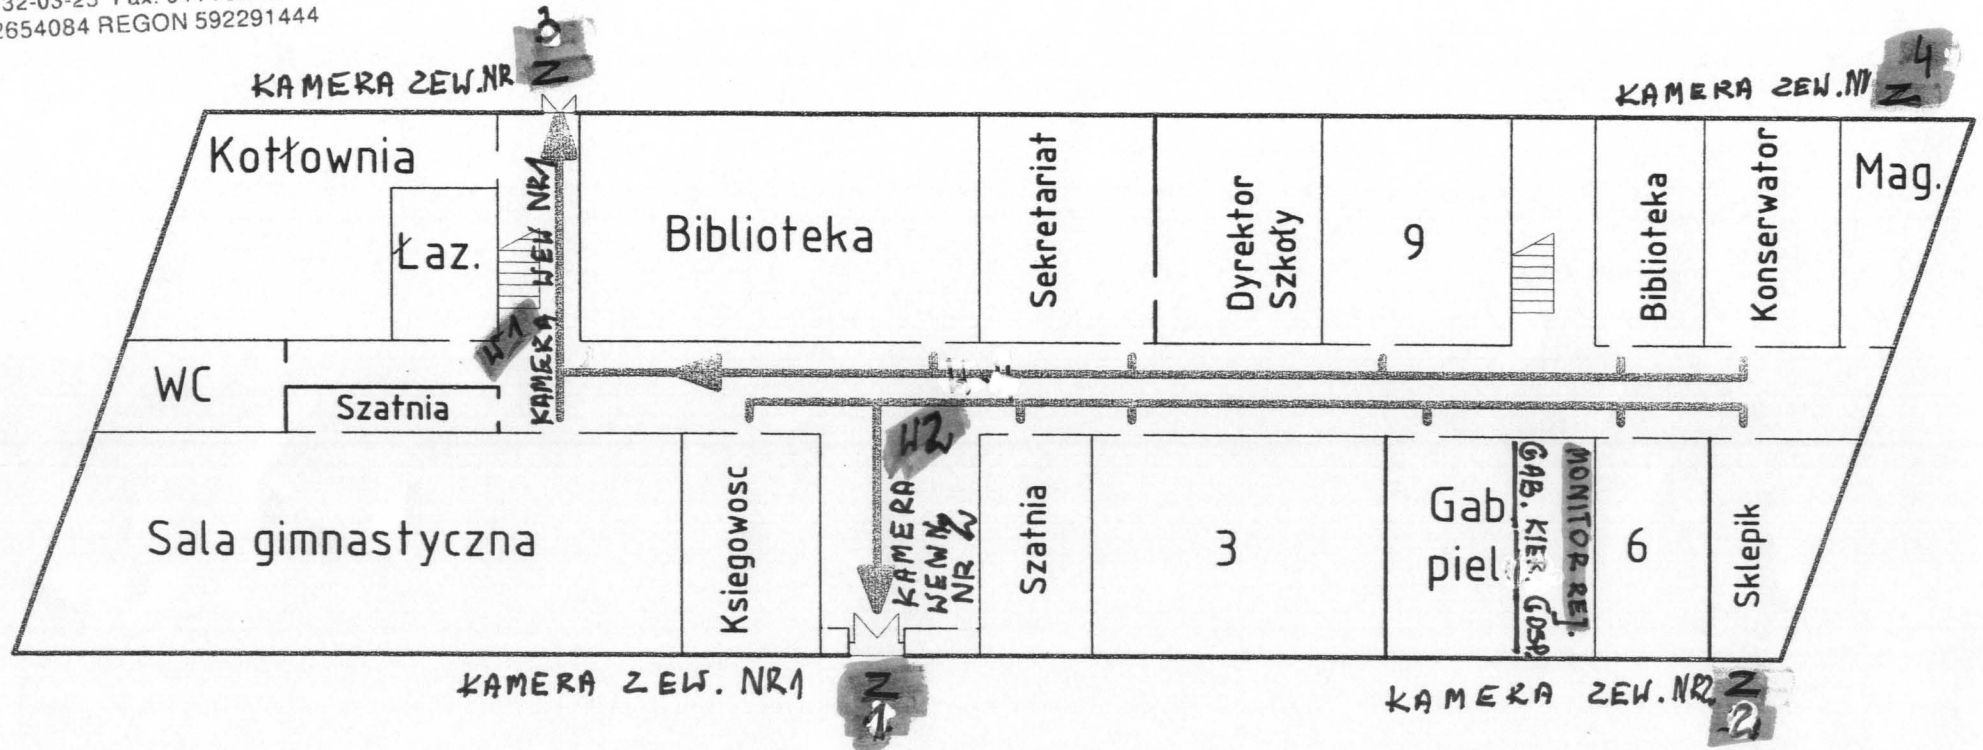 2654084 REGON 592291444
KAMERA ZEW.NR
3
Z
KAMERA ZEW.NR
4
Z
Kotłownia
Łaz.
KAMERA WEW NR1
W1
Biblioteka
Sekretariat
Dyrektor
Szkoły
9
Biblioteka
Konserwator
Mag.
WC
Szatnia
Sala gimnastyczna
Ksiegowosc
W2
KAMERA
WEWN
NR 2
Szatnia
3
Gab.
piel.
GAB. KIER. GOSP
MONITOR REJ.
6
Sklepik
KAMERA ZEW. NR1
Z
1
KAMERA ZEW. NR2
Z
2